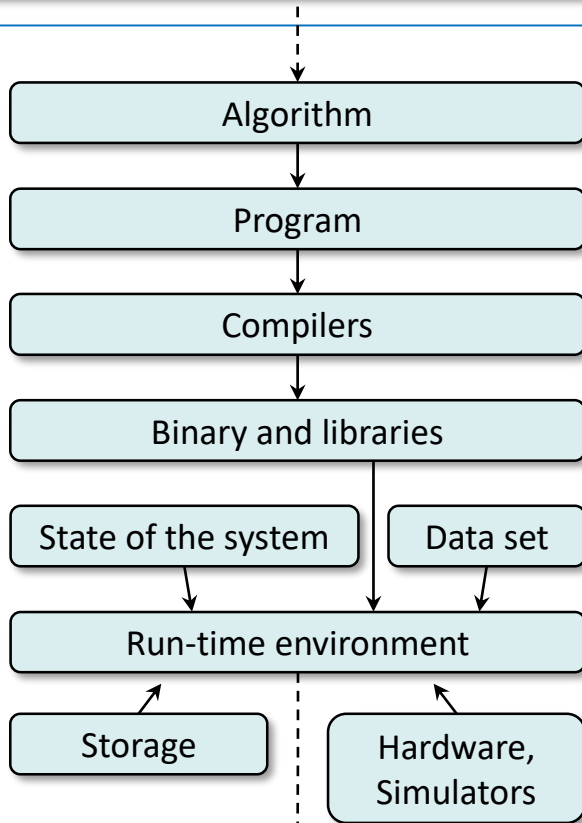 Algorithm
Program
Compilers
Binary and libraries
State of the system
Data set
Run-time environment
Storage
Hardware,
Simulators